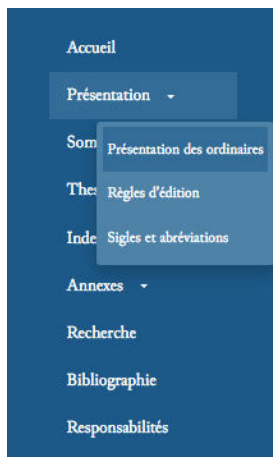 Accueil
Présentation
Som
Présentation des ordinaires
Thes
Règles d'édition
Inde
Sigles et abréviations
Annexes
Recherche
Bibliographie
Responsabilités